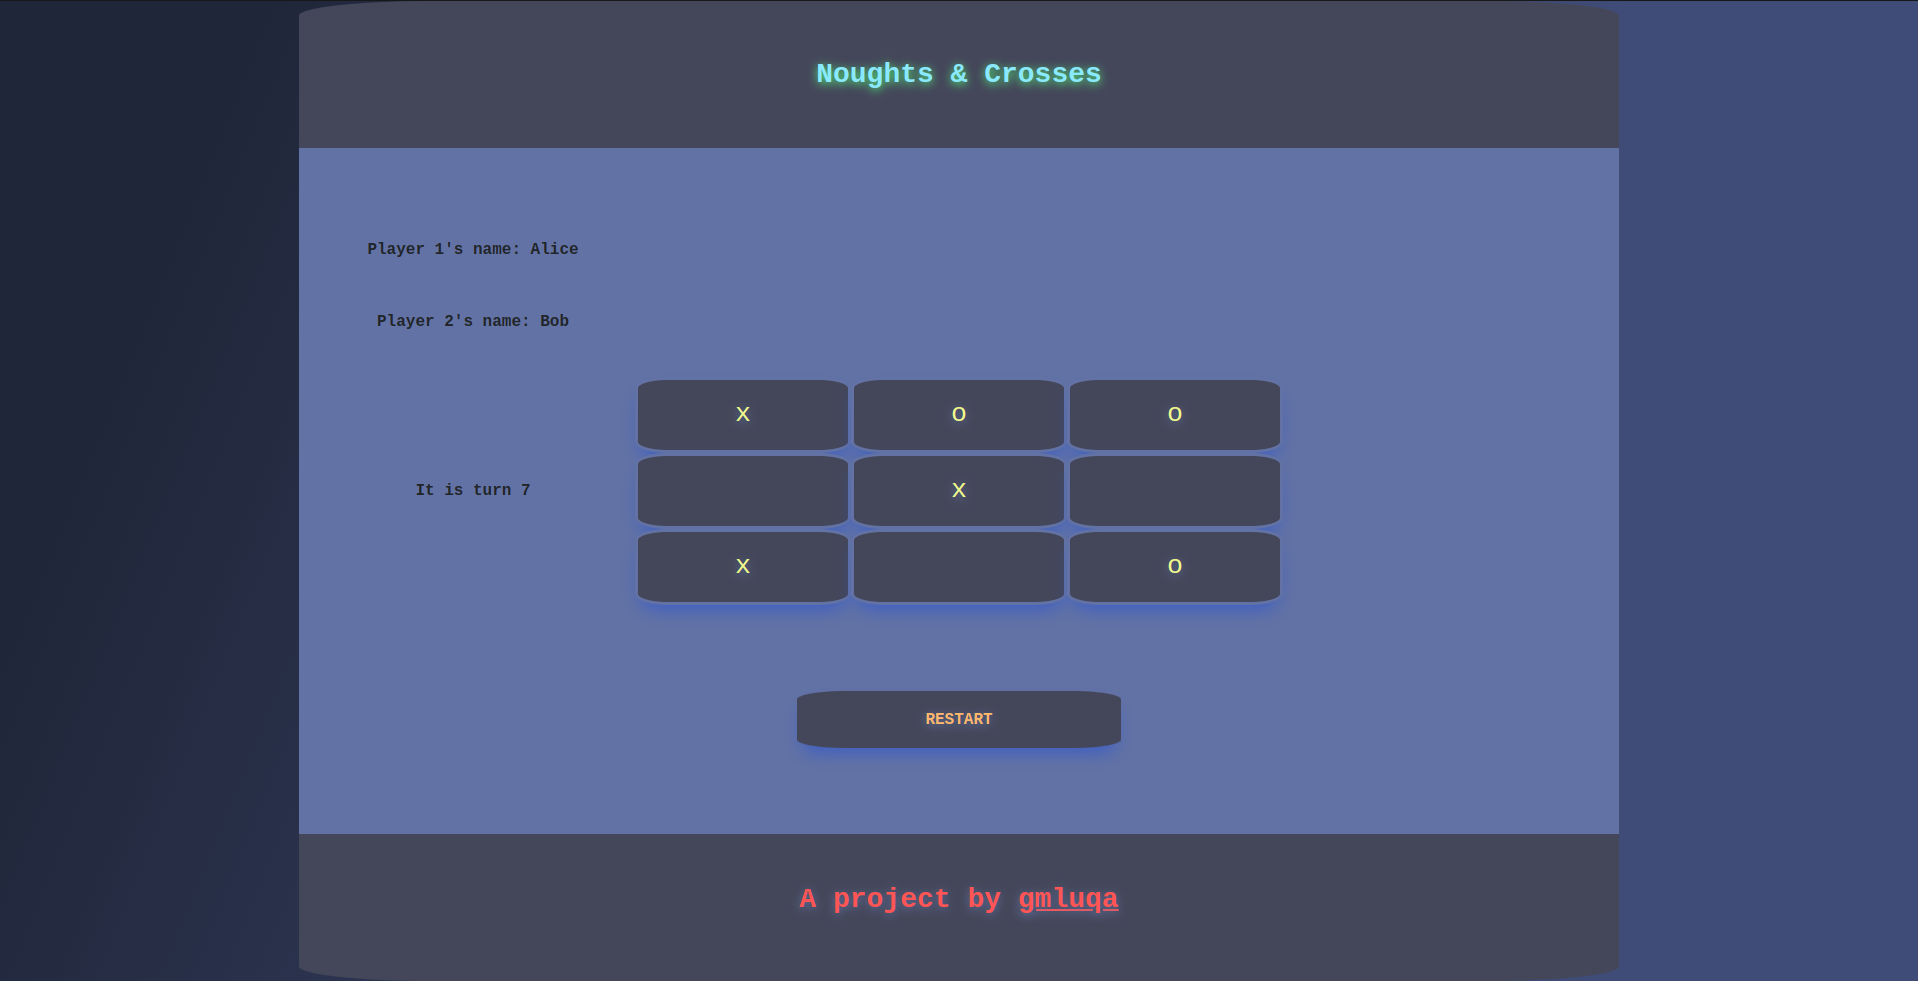 Noughts & Crosses
Player 1's name: Alice
Player 2's name: Bob
x o o
It is turn 7
x
x o
RESTART
A project by gmluqa